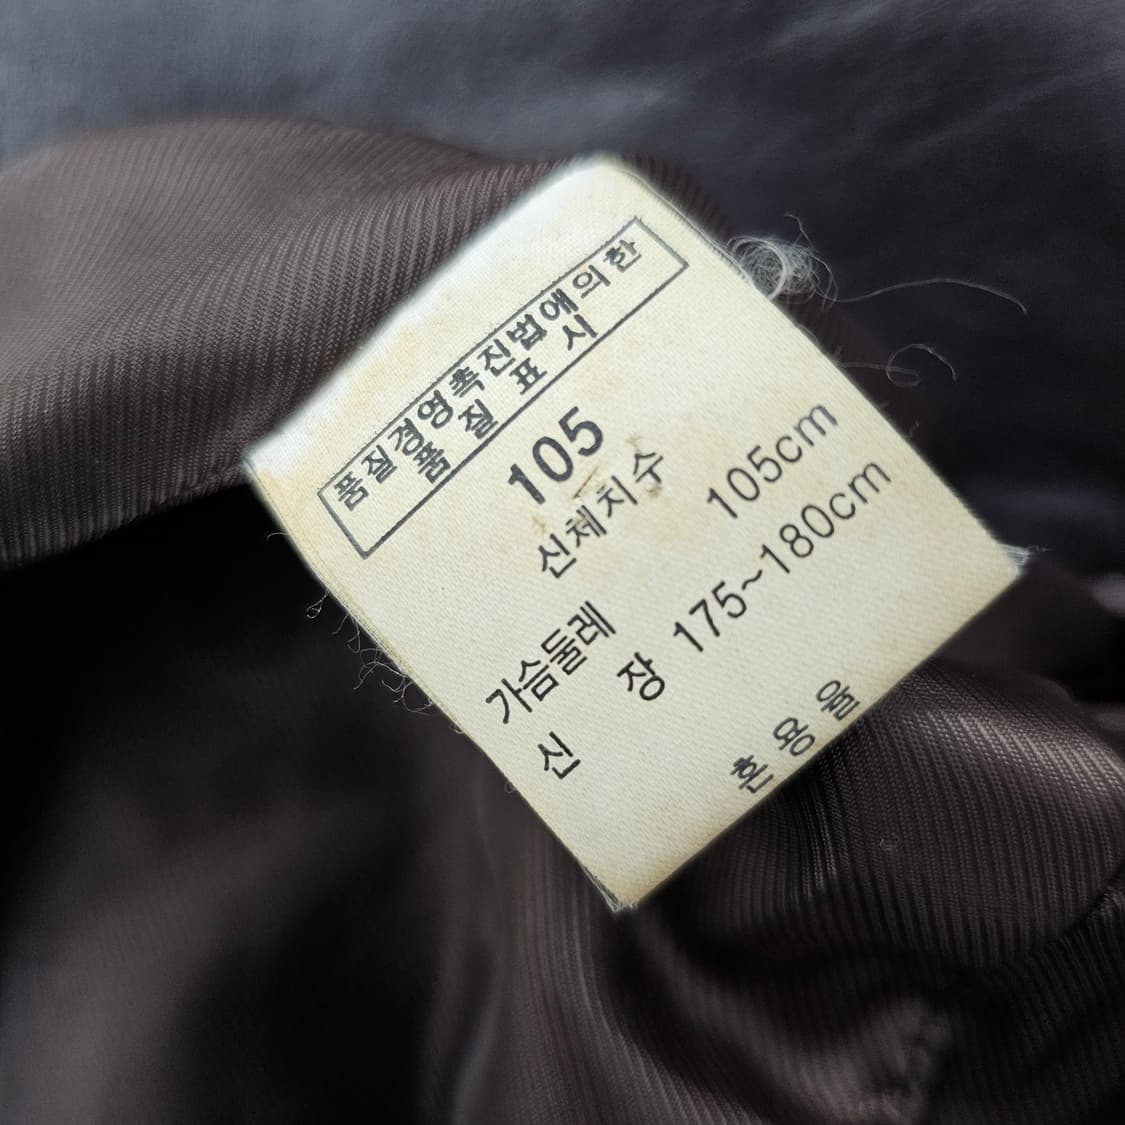 품질경영촉진법에의한
품 질 표 시
105
신체치수
가슴둘레 105cm
신 장 175~180cm
혼용율